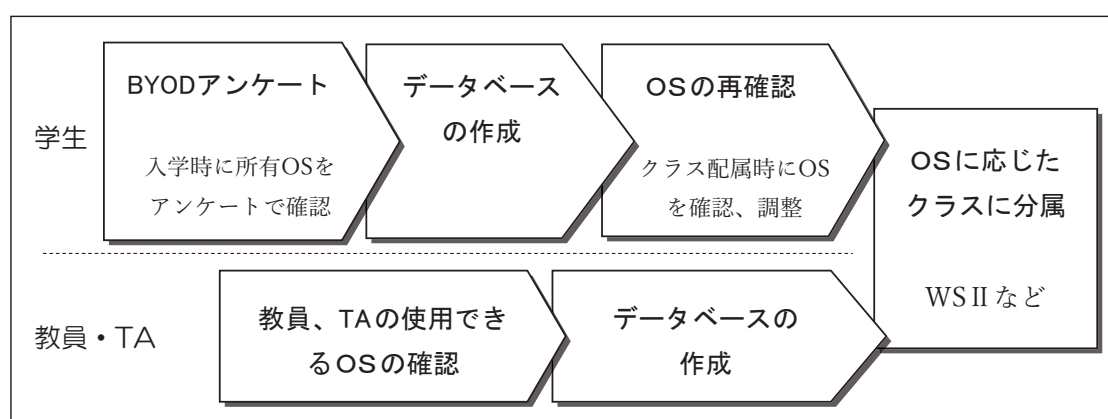 学生
BYODアンケート
入学時に所有OSを
アンケートで確認
データベース
の作成
OSの再確認
クラス配属時にOS
を確認、調整
教員・TA
教員、TAの使用でき
るOSの確認
データベースの
作成
OSに応じた
クラスに分属
WSⅡなど